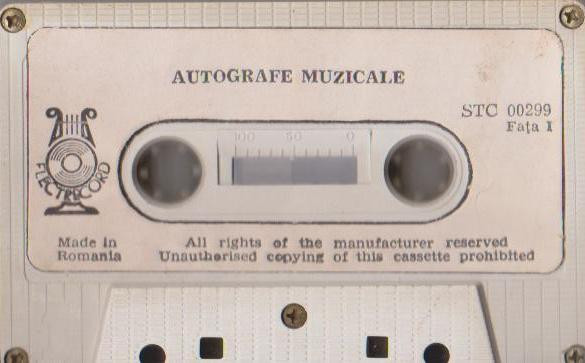 AUTOGRAFE MUZICALE
STC 00299
Fața I
100 50 0
ELECTRECORD
Made in
Romania
All rights of the manufacturer reserved
Unauthorised copying of this cassette prohibited